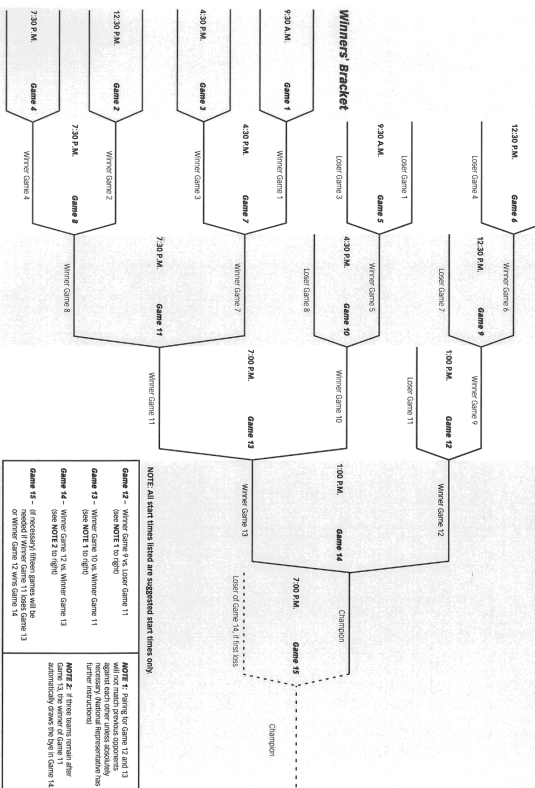 Winners' Bracket
9:30 A.M. Game 1
4:30 P.M. Game 3
12:30 P.M. Game 2
7:30 P.M. Game 4
12:30 P.M. Game 6
Loser Game 4
Loser Game 1
9:30 A.M. Game 5
Loser Game 3
Winner Game 1
4:30 P.M. Game 7
Winner Game 3
Winner Game 2
7:30 P.M. Game 8
Winner Game 4
Winner Game 6
12:30 P.M. Game 9
Loser Game 7
Winner Game 5
4:30 P.M. Game 10
Loser Game 8
Winner Game 7
7:30 P.M. Game 11
Winner Game 8
Winner Game 9
1:00 P.M. Game 12
Loser Game 11
Winner Game 10
7:00 P.M. Game 13
Winner Game 11
Winner Game 12
1:00 P.M. Game 14
Winner Game 13
Champion
7:00 P.M. Game 15
Loser of Game 14, if first loss
Champion
NOTE: All start times listed are suggested start times only.
Game 12 – Winner Game 9 vs. Loser Game 11
(see NOTE 1 to right)
Game 13 – Winner Game 10 vs. Winner Game 11
(see NOTE 1 to right)
Game 14 – Winner Game 12 vs. Winner Game 13
(see NOTE 2 to right)
Game 15 – (if necessary) fifteen games will be
needed if Winner Game 11 loses Game 13
or Winner Game 12 wins Game 14
NOTE 1: Pairing for Game 12 and 13
will not match previous opponents
against each other unless absolutely
necessary (National Representative has
further instructions)
NOTE 2: If three teams remain after
Game 13, the winner of Game 11
automatically draws the bye in Game 14.